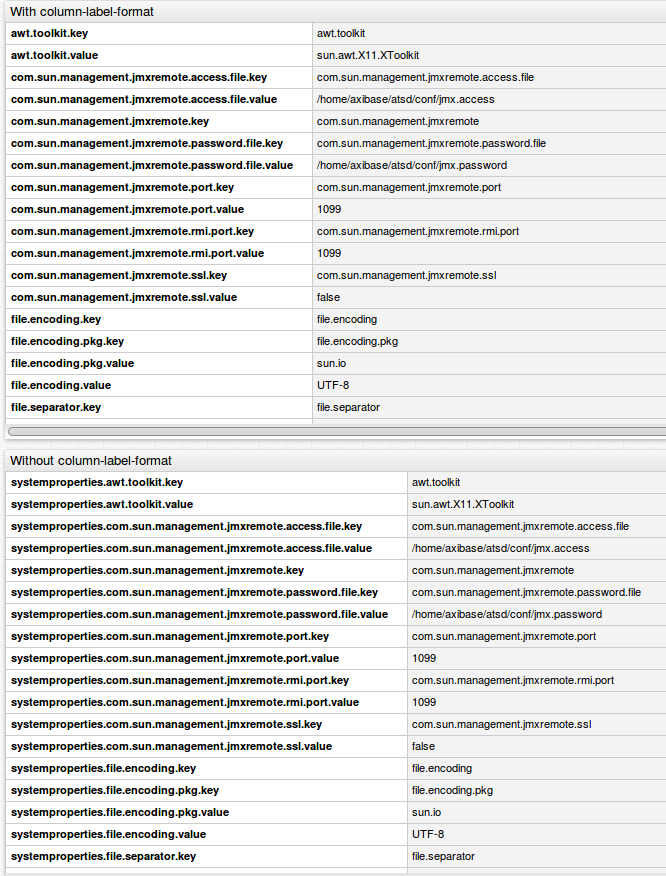 With column-label-format
awt.toolkit.key awt.toolkit
awt.toolkit.value sun.awt.X11.XToolkit
com.sun.management.jmxremote.access.file.key com.sun.management.jmxremote.access.file
com.sun.management.jmxremote.access.file.value /home/axibase/atsd/conf/jmx.access
com.sun.management.jmxremote.key com.sun.management.jmxremote
com.sun.management.jmxremote.password.file.key com.sun.management.jmxremote.password.file
com.sun.management.jmxremote.password.file.value /home/axibase/atsd/conf/jmx.password
com.sun.management.jmxremote.port.key com.sun.management.jmxremote.port
com.sun.management.jmxremote.port.value 1099
com.sun.management.jmxremote.rmi.port.key com.sun.management.jmxremote.rmi.port
com.sun.management.jmxremote.rmi.port.value 1099
com.sun.management.jmxremote.ssl.key com.sun.management.jmxremote.ssl
com.sun.management.jmxremote.ssl.value false
file.encoding.key file.encoding
file.encoding.pkg.key file.encoding.pkg
file.encoding.pkg.value sun.io
file.encoding.value UTF-8
file.separator.key file.separator
Without column-label-format
systemproperties.awt.toolkit.key awt.toolkit
systemproperties.awt.toolkit.value sun.awt.X11.XToolkit
systemproperties.com.sun.management.jmxremote.access.file.key com.sun.management.jmxremote.access.file
systemproperties.com.sun.management.jmxremote.access.file.value /home/axibase/atsd/conf/jmx.access
systemproperties.com.sun.management.jmxremote.key com.sun.management.jmxremote
systemproperties.com.sun.management.jmxremote.password.file.key com.sun.management.jmxremote.password.file
systemproperties.com.sun.management.jmxremote.password.file.value /home/axibase/atsd/conf/jmx.password
systemproperties.com.sun.management.jmxremote.port.key com.sun.management.jmxremote.port
systemproperties.com.sun.management.jmxremote.port.value 1099
systemproperties.com.sun.management.jmxremote.rmi.port.key com.sun.management.jmxremote.rmi.port
systemproperties.com.sun.management.jmxremote.rmi.port.value 1099
systemproperties.com.sun.management.jmxremote.ssl.key com.sun.management.jmxremote.ssl
systemproperties.com.sun.management.jmxremote.ssl.value false
systemproperties.file.encoding.key file.encoding
systemproperties.file.encoding.pkg.key file.encoding.pkg
systemproperties.file.encoding.pkg.value sun.io
systemproperties.file.encoding.value UTF-8
systemproperties.file.separator.key file.separator